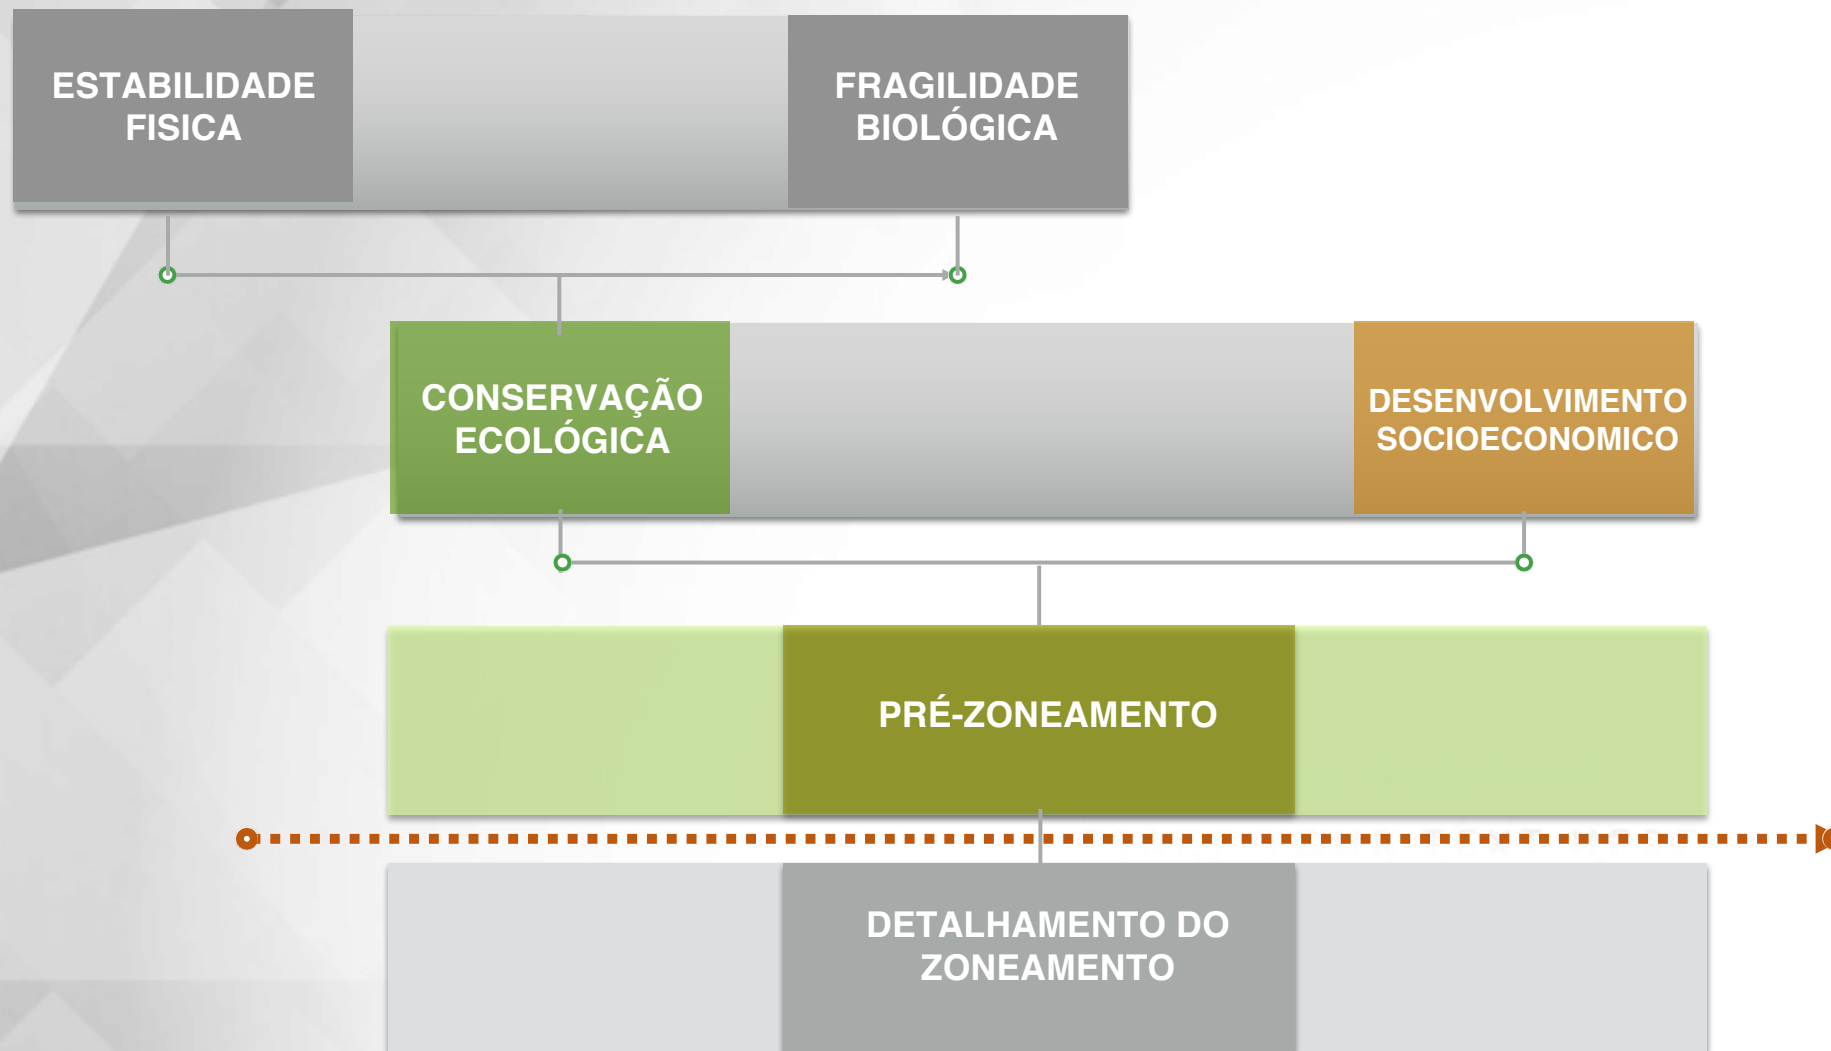 ESTABILIDADE
FISICA
FRAGILIDADE
BIOLÓGICA
CONSERVAÇÃO
ECOLÓGICA
DESENVOLVIMENTO
SOCIOECONOMICO
PRÉ-ZONEAMENTO
DETALHAMENTO DO
ZONEAMENTO